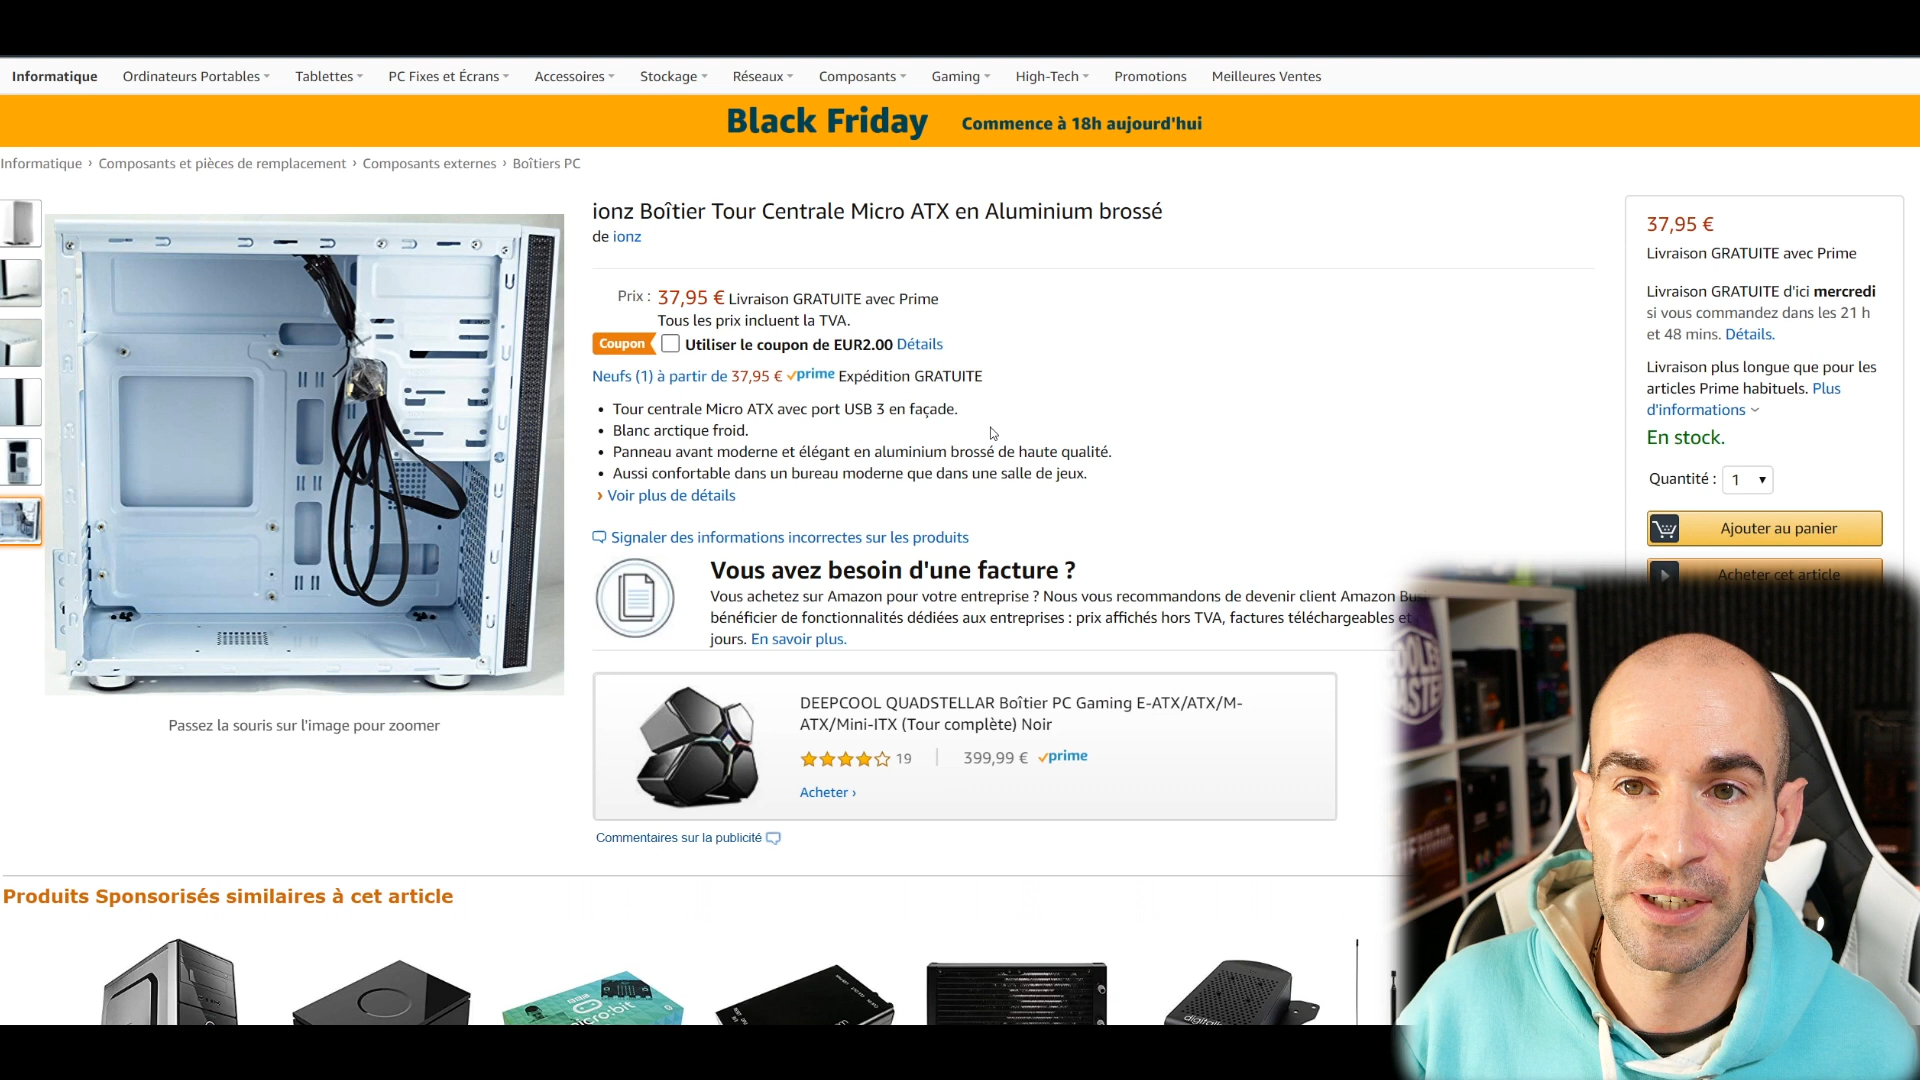 Informatique Ordinateurs Portables Tablettes PC Fixes et Écrans Accessoires Stockage Réseaux Composants Gaming High-Tech Promotions Meilleures Ventes
Black Friday Commence à 18h aujourd'hui
Informatique › Composants et pièces de remplacement › Composants externes › Boîtiers PC
ionz Boîtier Tour Centrale Micro ATX en Aluminium brossé
de ionz
Prix : 37,95 € Livraison GRATUITE avec Prime
Tous les prix incluent la TVA.
Coupon Utiliser le coupon de EUR2.00 Détails
Neufs (1) à partir de 37,95 € prime Expédition GRATUITE
• Tour centrale Micro ATX avec port USB 3 en façade.
• Blanc arctique froid.
• Panneau avant moderne et élégant en aluminium brossé de haute qualité.
• Aussi confortable dans un bureau moderne que dans une salle de jeux.
› Voir plus de détails
Signaler des informations incorrectes sur les produits
Vous avez besoin d'une facture ?
Vous achetez sur Amazon pour votre entreprise ? Nous vous recommandons de devenir client Amazon Bu
bénéficier de fonctionnalités dédiées aux entreprises : prix affichés hors TVA, factures téléchargeables et
jours. En savoir plus.
37,95 €
Livraison GRATUITE avec Prime
Livraison GRATUITE d'ici mercredi
si vous commandez dans les 21 h
et 48 mins. Détails.
Livraison plus longue que pour les
articles Prime habituels. Plus
d'informations
En stock.
Quantité : 1
Ajouter au panier
Acheter cet article
Passez la souris sur l'image pour zoomer
DEEPCOOL QUADSTELLAR Boîtier PC Gaming E-ATX/ATX/M-
ATX/Mini-ITX (Tour complète) Noir
19 399,99 € prime
Acheter ›
Commentaires sur la publicité
Produits Sponsorisés similaires à cet article
micro:bit
digital
COOLER
MASTER